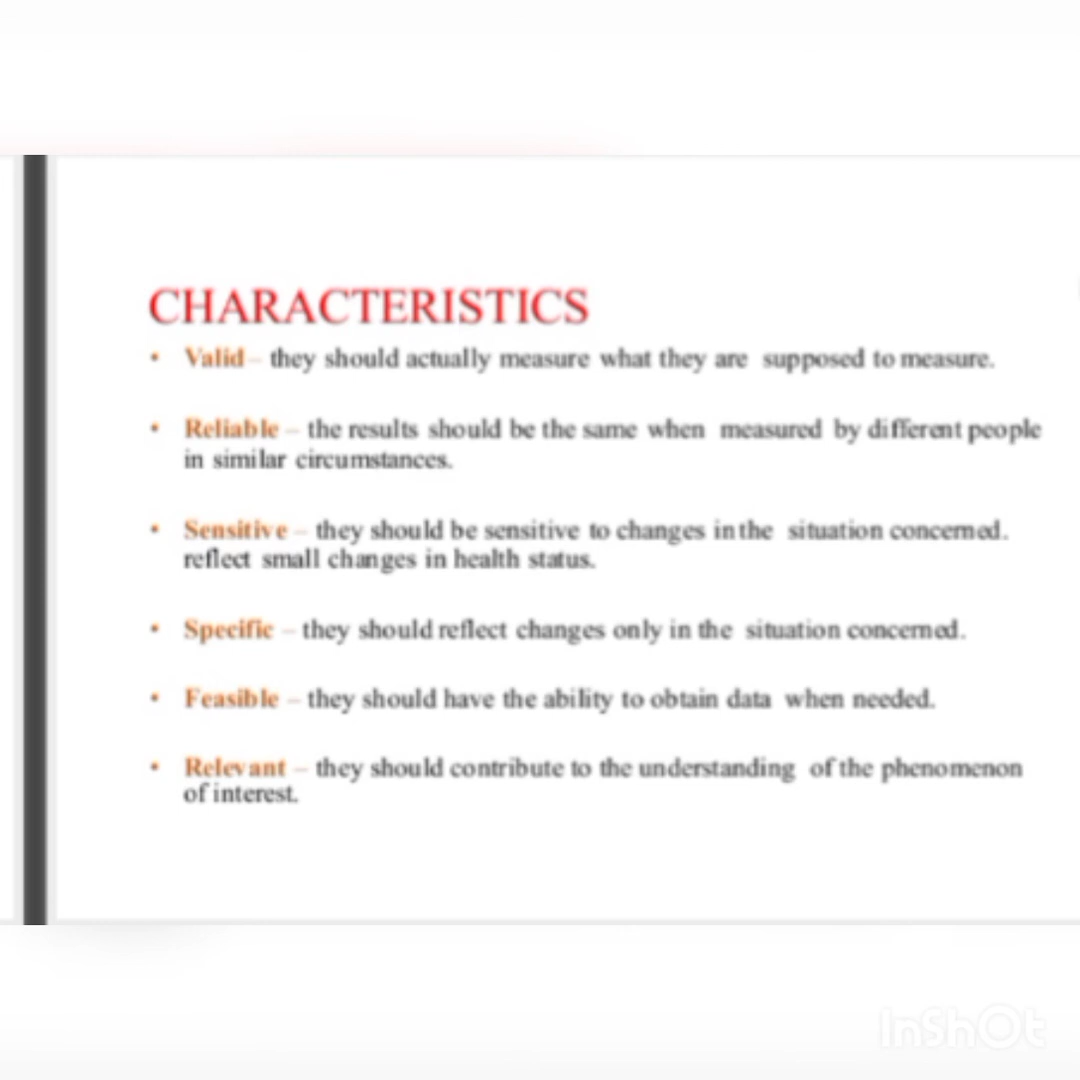 CHARACTERISTICS
• Valid – they should actually measure what they are supposed to measure.
• Reliable – the results should be the same when measured by different people
in similar circumstances.
• Sensitive – they should be sensitive to changes in the situation concerned.
reflect small changes in health status.
• Specific – they should reflect changes only in the situation concerned.
• Feasible – they should have the ability to obtain data when needed.
• Relevant – they should contribute to the understanding of the phenomenon
of interest.
InShOt